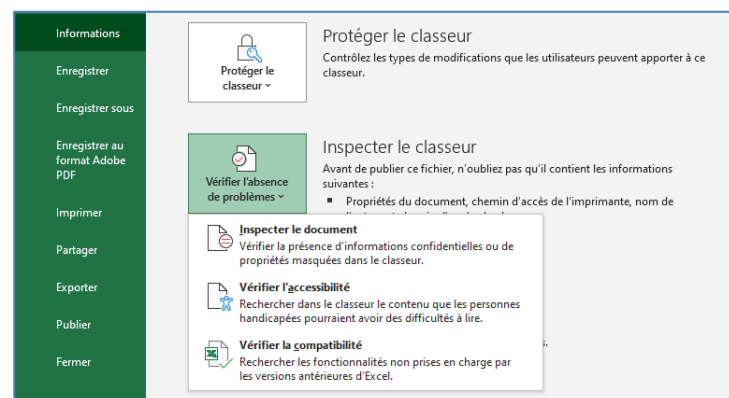 Informations
Enregistrer
Enregistrer sous
Enregistrer au
format Adobe
PDF
Imprimer
Partager
Exporter
Publier
Fermer
Protéger le
classeur
Protéger le classeur
Contrôlez les types de modifications que les utilisateurs peuvent apporter à ce
classeur.
Vérifier l'absence
de problèmes
Inspecter le classeur
Avant de publier ce fichier, n'oubliez pas qu'il contient les informations
suivantes :
▪ Propriétés du document, chemin d'accès de l'imprimante, nom de
Inspecter le document
Vérifier la présence d'informations confidentielles ou de
propriétés masquées dans le classeur.
Vérifier l'accessibilité
Rechercher dans le classeur le contenu que les personnes
handicapées pourraient avoir des difficultés à lire.
Vérifier la compatibilité
Rechercher les fonctionnalités non prises en charge par
les versions antérieures d'Excel.